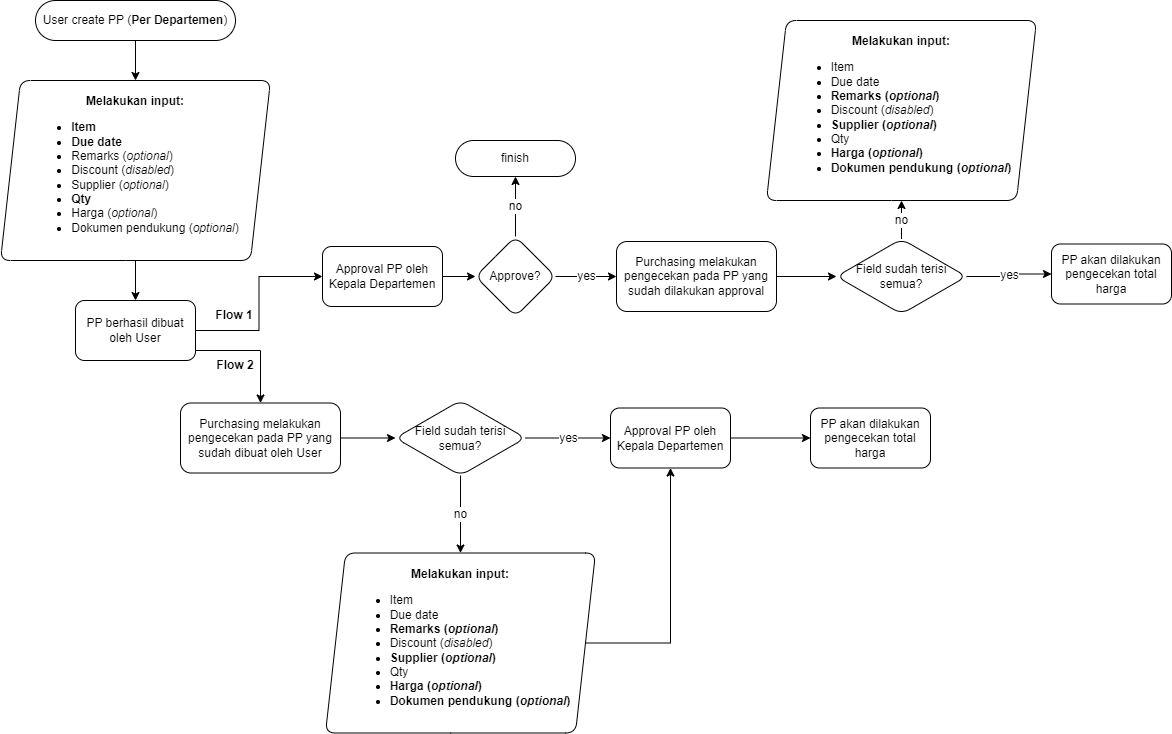 User create PP (Per Departemen)
Melakukan input:
Item
Due date
Remarks (optional)
Discount (disabled)
Supplier (optional)
Qty
Harga (optional)
Dokumen pendukung (optional)
PP berhasil dibuat
oleh User
Flow 1
Approval PP oleh
Kepala Departemen
Approve?
no
finish
yes
Purchasing melakukan
pengecekan pada PP yang
sudah dilakukan approval
Field sudah terisi
semua?
no
Melakukan input:
Item
Due date
Remarks (optional)
Discount (disabled)
Supplier (optional)
Qty
Harga (optional)
Dokumen pendukung (optional)
yes
PP akan dilakukan
pengecekan total
harga
Flow 2
Purchasing melakukan
pengecekan pada PP yang
sudah dibuat oleh User
Field sudah terisi
semua?
yes
Approval PP oleh
Kepala Departemen
PP akan dilakukan
pengecekan total
harga
no
Melakukan input:
Item
Due date
Remarks (optional)
Discount (disabled)
Supplier (optional)
Qty
Harga (optional)
Dokumen pendukung (optional)